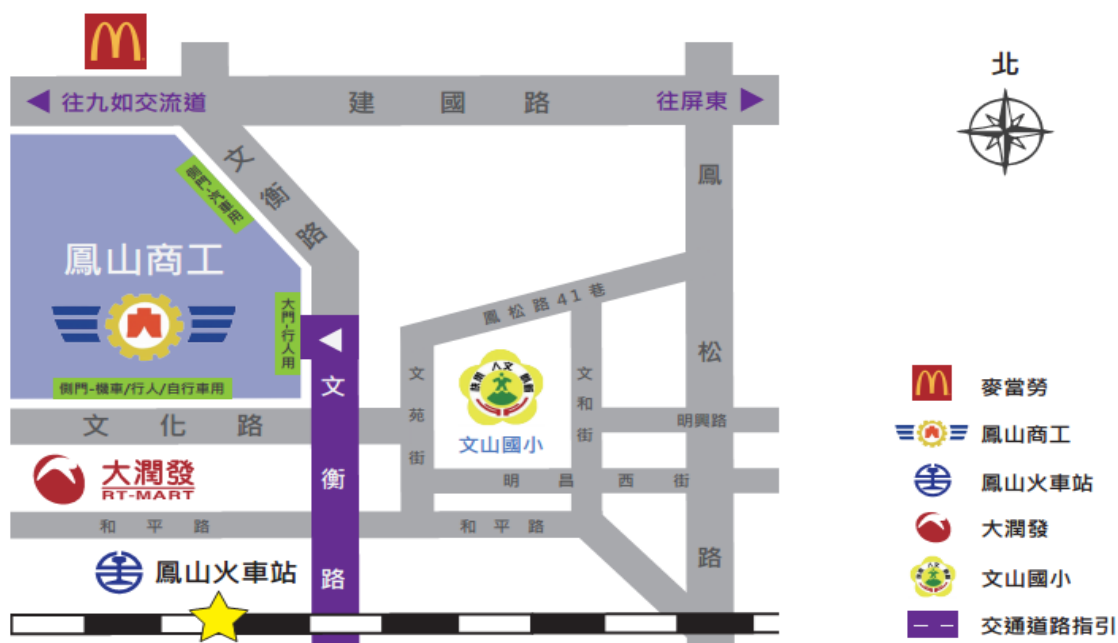 北
往九如交流道
建國路
往屏東
文衡路
側門-汽車用
鳳山商工
大門-行人用
側門-機車/行人/自行車用
鳳松路
鳳松路41巷
文苑街
文和街
文山國小
明興路
文化路
文衡路
大潤發
RT-MART
明昌西街
和平路
和平路
鳳山火車站
麥當勞
鳳山商工
鳳山火車站
大潤發
文山國小
交通道路指引